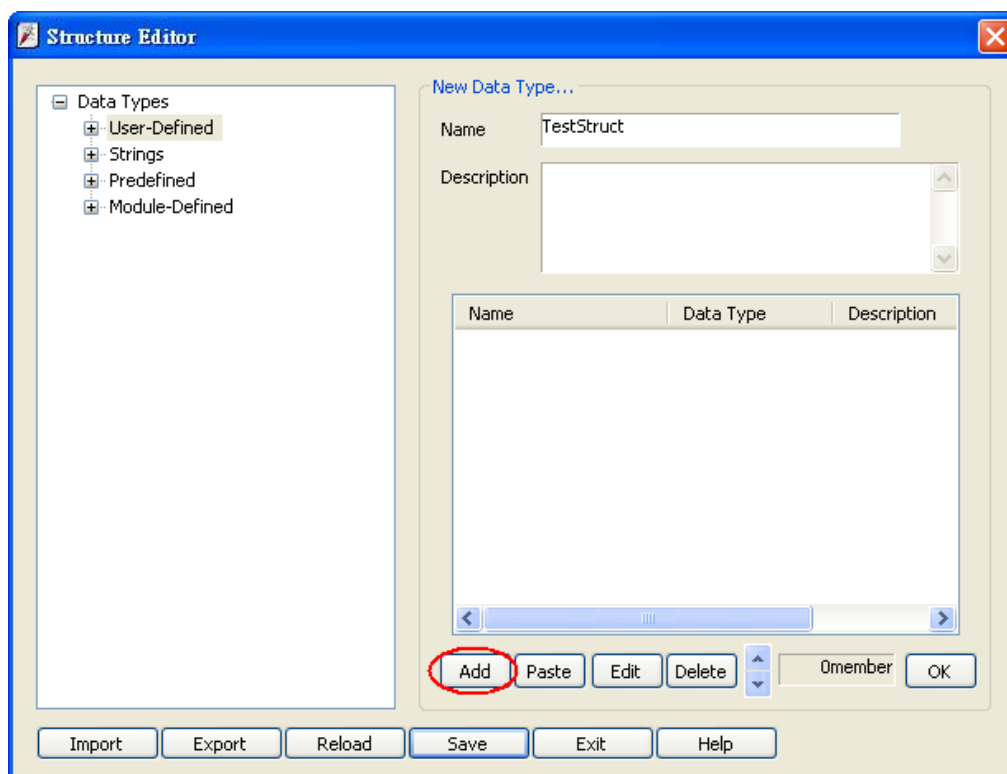 Structure Editor
Data Types
User-Defined
Strings
Predefined
Module-Defined
New Data Type...
Name TestStruct
Description
Name Data Type Description
Add Paste Edit Delete 0member OK
Import Export Reload Save Exit Help